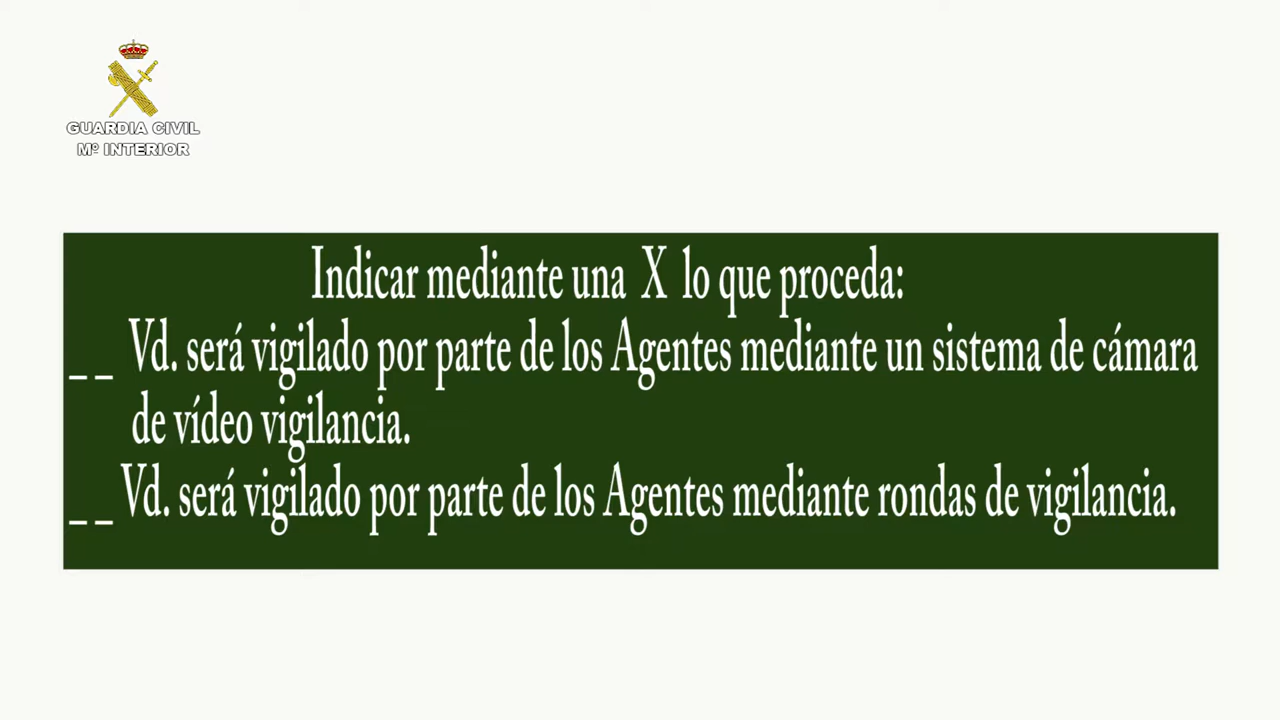 GUARDIA CIVIL
Mº INTERIOR
Indicar mediante una X lo que proceda:
_ _ Vd. será vigilado por parte de los Agentes mediante un sistema de cámara
de vídeo vigilancia.
_ _ Vd. será vigilado por parte de los Agentes mediante rondas de vigilancia.